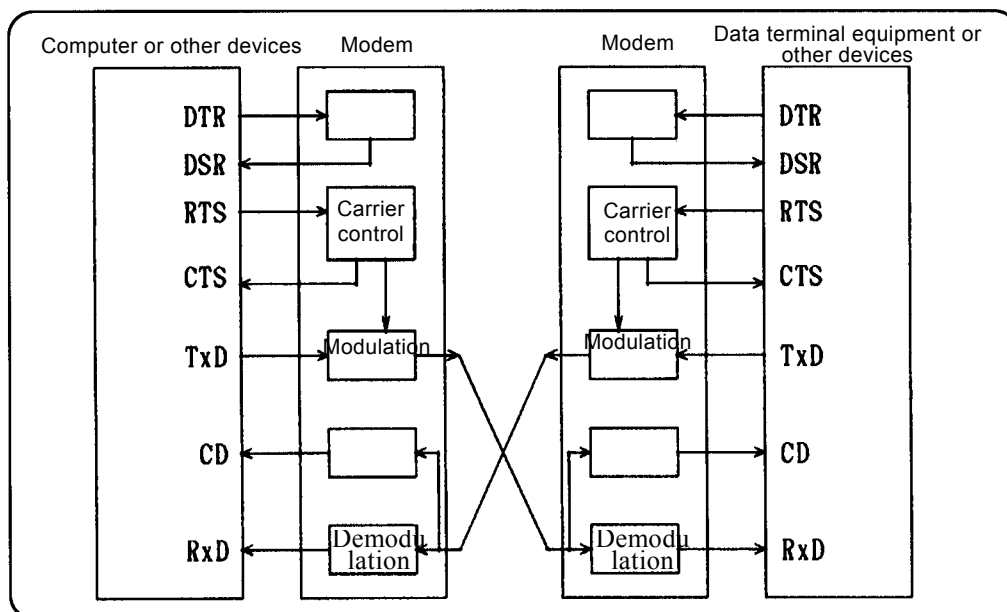 Computer or other devices
Modem
Modem
Data terminal equipment or
other devices
DTR
DSR
RTS
CTS
TxD
CD
RxD
Carrier
control
Modulation
Demodu
lation
Carrier
control
Modulation
Demodu
lation
DTR
DSR
RTS
CTS
TxD
CD
RxD